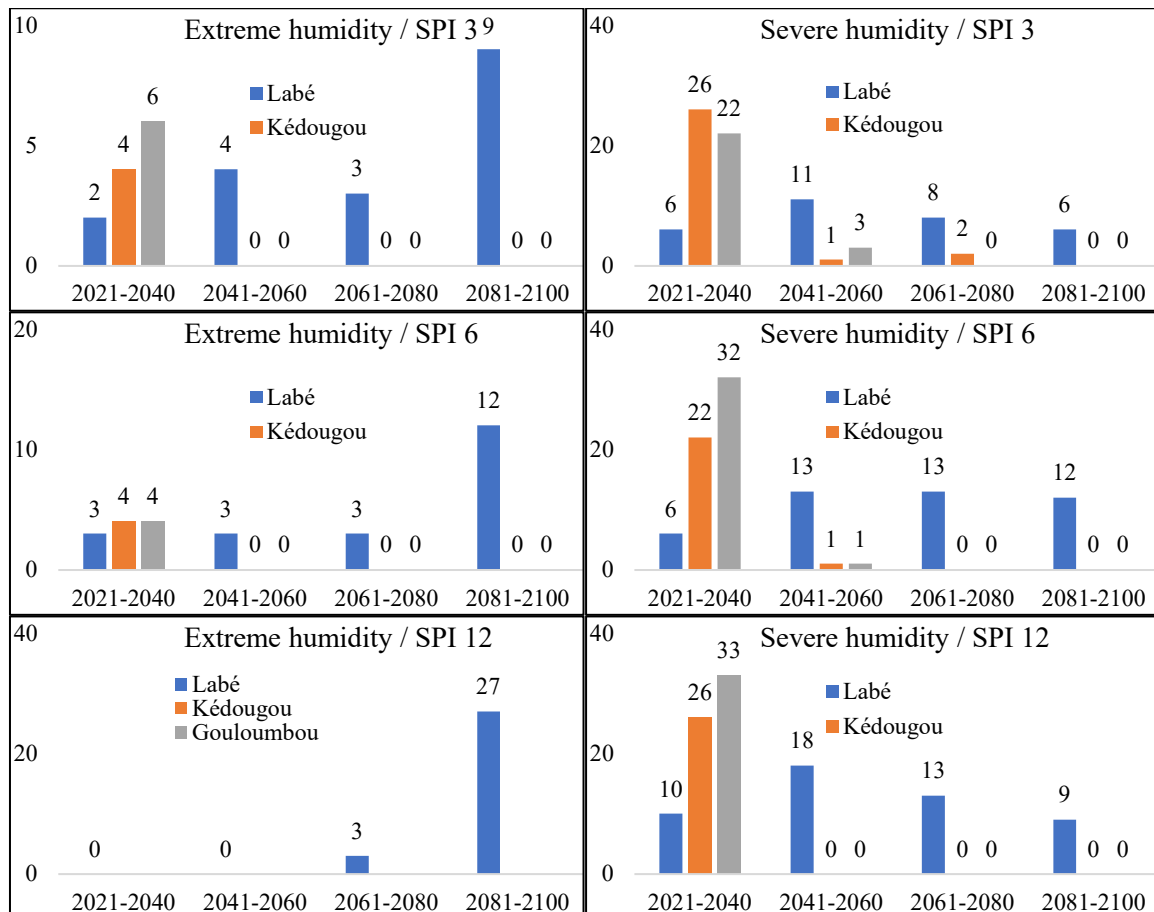 Extreme humidity / SPI 3
10
5
0
Labé
Kédougou
2 4 6 4 0 0 3 0 0 9 0 0
2021-2040 2041-2060 2061-2080 2081-2100
Severe humidity / SPI 3
40
20
0
Labé
Kédougou
6 26 22 11 1 3 8 2 0 6 0 0
2021-2040 2041-2060 2061-2080 2081-2100
Extreme humidity / SPI 6
20
10
0
Labé
Kédougou
3 4 4 3 0 0 3 0 0 12 0 0
2021-2040 2041-2060 2061-2080 2081-2100
Severe humidity / SPI 6
40
20
0
Labé
Kédougou
6 22 32 13 1 1 13 0 0 12 0 0
2021-2040 2041-2060 2061-2080 2081-2100
Extreme humidity / SPI 12
40
20
0
Labé
Kédougou
Gouloumbou
0 0 3 27
2021-2040 2041-2060 2061-2080 2081-2100
Severe humidity / SPI 12
40
20
0
Labé
Kédougou
10 26 33 18 0 0 13 0 0 9 0 0
2021-2040 2041-2060 2061-2080 2081-2100